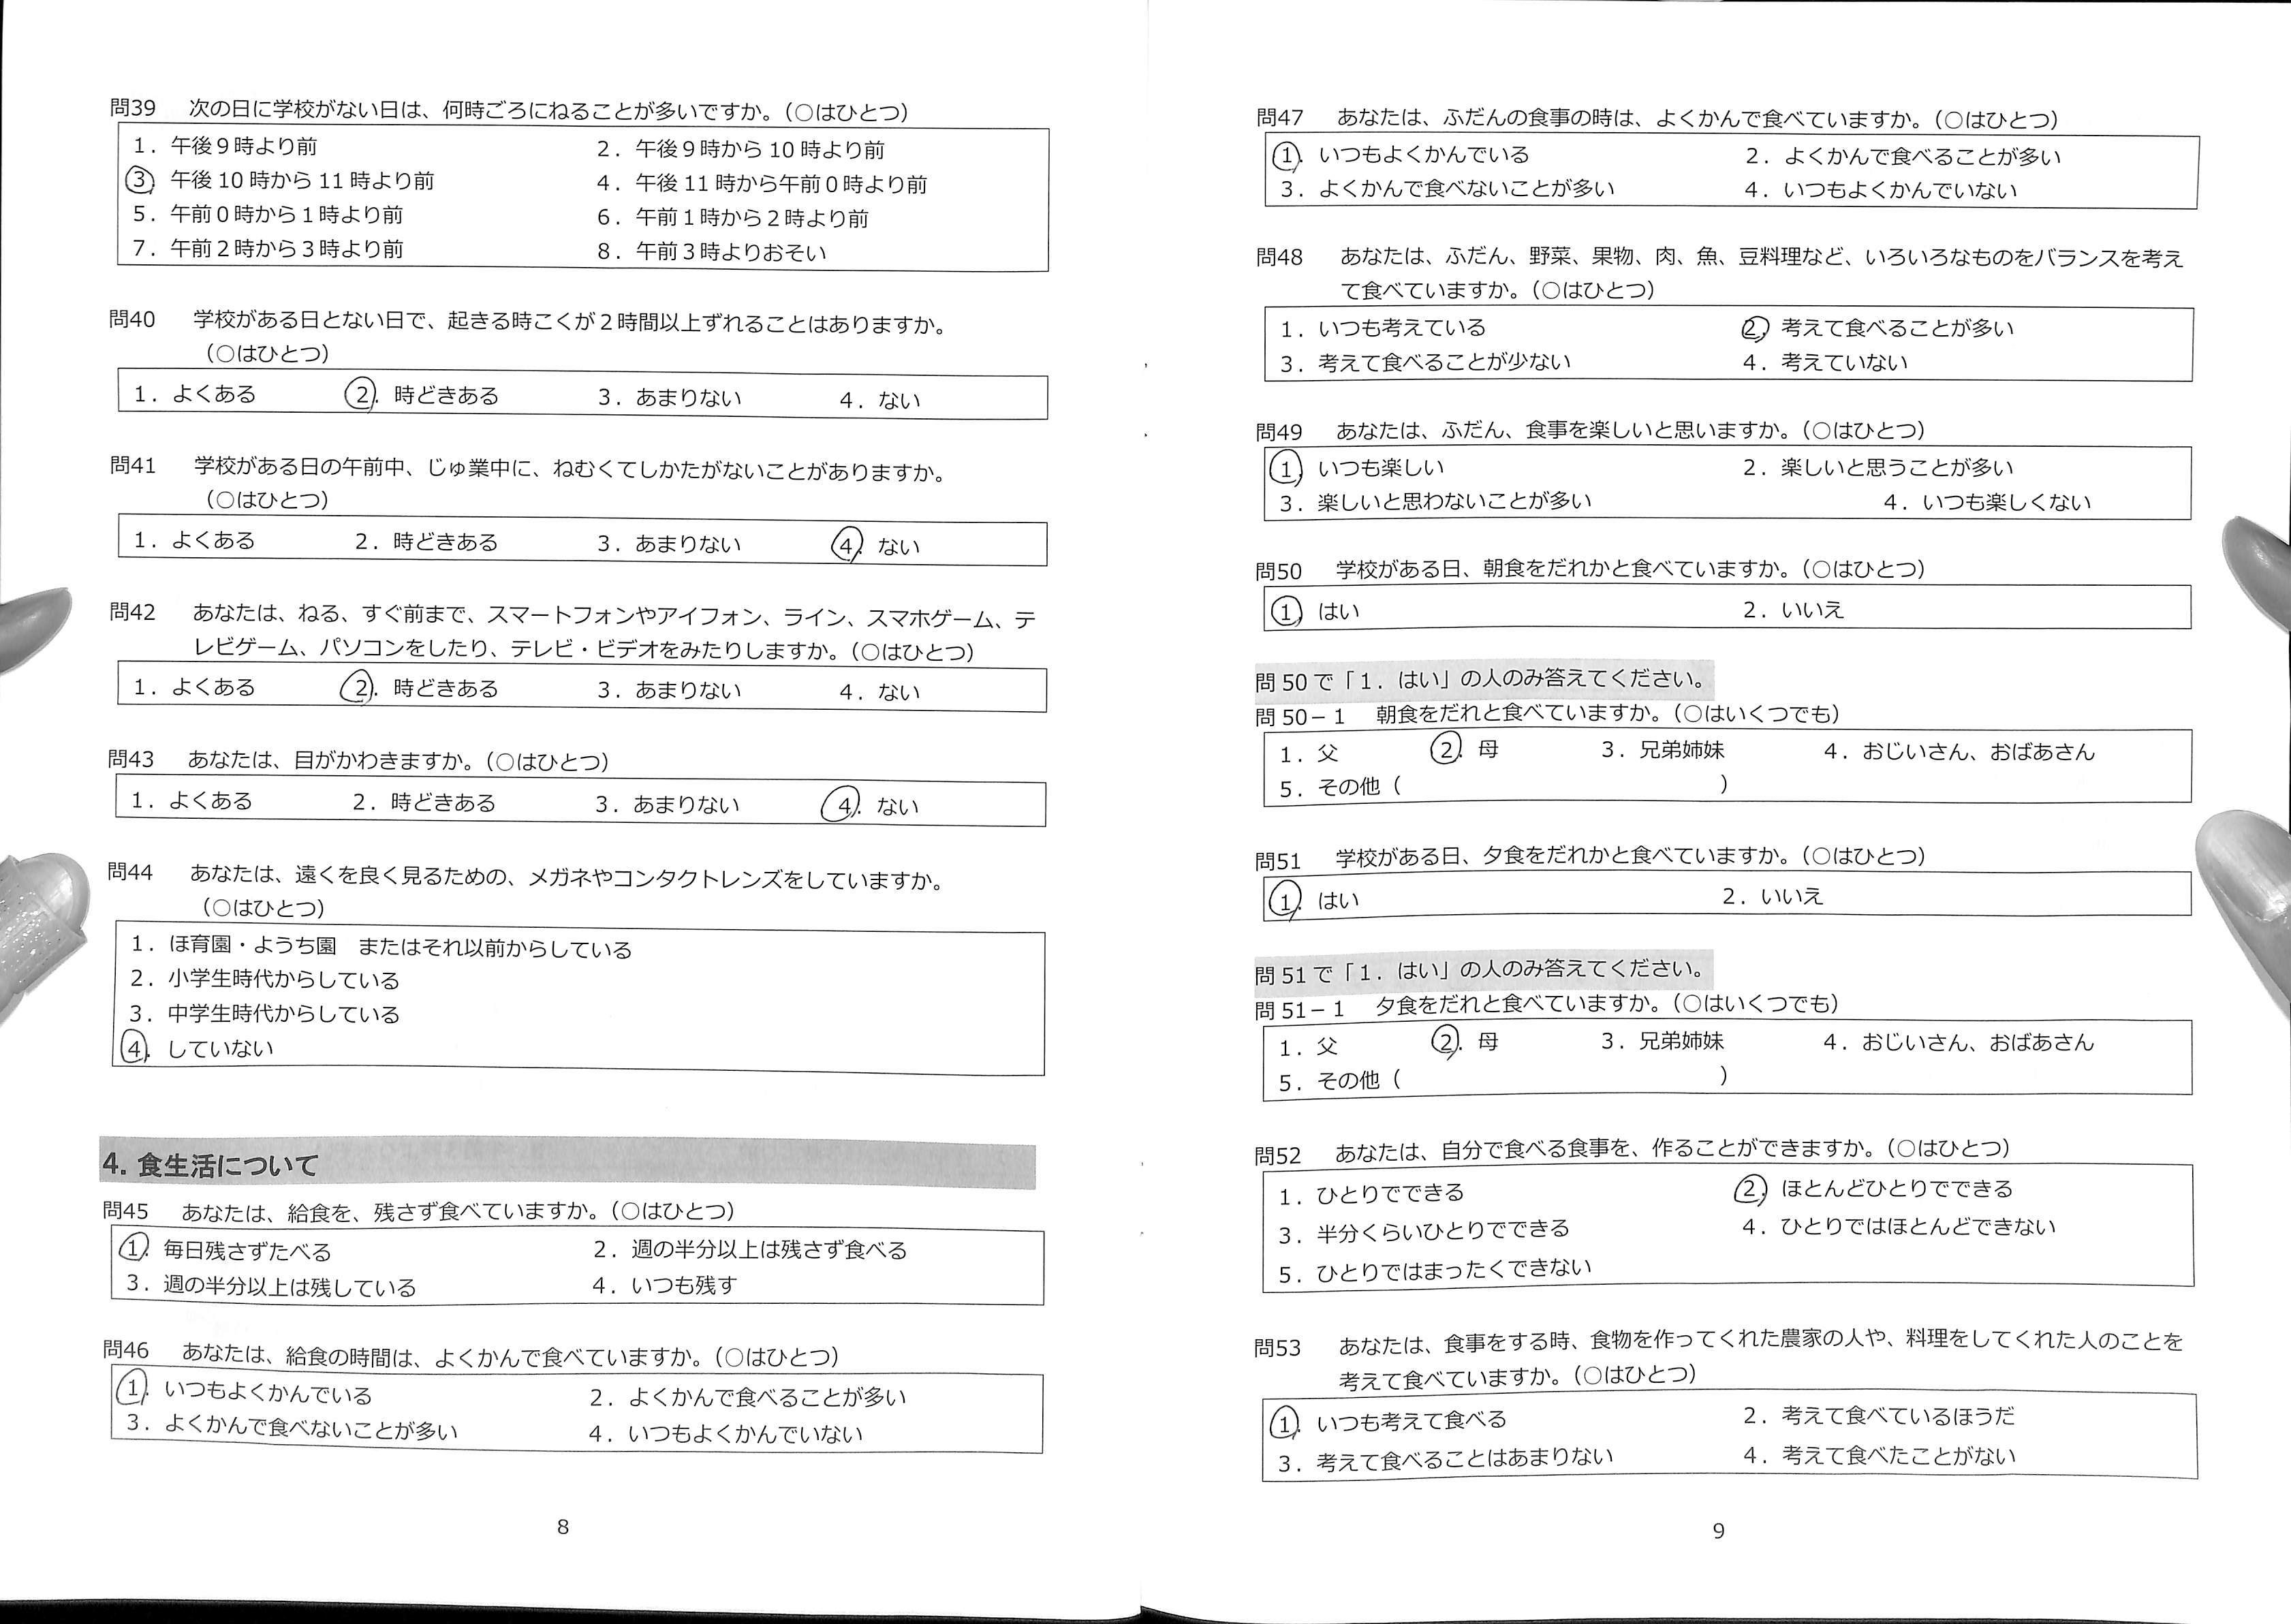 問39　次の日に学校がない日は、何時ごろにねることが多いですか。（○はひとつ）
1．午後９時より前　2．午後９時から 10 時より前
3．午後 10 時から 11 時より前　4．午後 11 時から午前０時より前
5．午前０時から１時より前　6．午前１時から２時より前
7．午前２時から３時より前　8．午前３時よりおそい
問40　学校がある日とない日で、起きる時こくが２時間以上ずれることはありますか。
（○はひとつ）
1．よくある　2．時どきある　3．あまりない　4．ない
問41　学校がある日の午前中、じゅ業中に、ねむくてしかたがないことがありますか。
（○はひとつ）
1．よくある　2．時どきある　3．あまりない　4．ない
問42　あなたは、ねる、すぐ前まで、スマートフォンやアイフォン、ライン、スマホゲーム、テ
レビゲーム、パソコンをしたり、テレビ・ビデオをみたりしますか。（○はひとつ）
1．よくある　2．時どきある　3．あまりない　4．ない
問43　あなたは、目がかわきますか。（○はひとつ）
1．よくある　2．時どきある　3．あまりない　4．ない
問44　あなたは、遠くを良く見るための、メガネやコンタクトレンズをしていますか。
（○はひとつ）
1．ほ育園・ようち園　またはそれ以前からしている
2．小学生時代からしている
3．中学生時代からしている
4．していない
4. 食生活について
問45　あなたは、給食を、残さず食べていますか。（○はひとつ）
1．毎日残さずたべる　2．週の半分以上は残さず食べる
3．週の半分以上は残している　4．いつも残す
問46　あなたは、給食の時間は、よくかんで食べていますか。（○はひとつ）
1．いつもよくかんでいる　2．よくかんで食べることが多い
3．よくかんで食べないことが多い　4．いつもよくかんでいない
8
問47　あなたは、ふだんの食事の時は、よくかんで食べていますか。（○はひとつ）
1．いつもよくかんでいる　2．よくかんで食べることが多い
3．よくかんで食べないことが多い　4．いつもよくかんでいない
問48　あなたは、ふだん、野菜、果物、肉、魚、豆料理など、いろいろなものをバランスを考え
て食べていますか。（○はひとつ）
1．いつも考えている　2．考えて食べることが多い
3．考えて食べることが少ない　4．考えていない
問49　あなたは、ふだん、食事を楽しいと思いますか。（○はひとつ）
1．いつも楽しい　2．楽しいと思うことが多い
3．楽しいと思わないことが多い　4．いつも楽しくない
問50　学校がある日、朝食をだれかと食べていますか。（○はひとつ）
1．はい　2．いいえ
問 50 で「１．はい」の人のみ答えてください。
問 50－１　朝食をだれと食べていますか。（○はいくつでも）
1．父　2．母　3．兄弟姉妹　4．おじいさん、おばあさん
5．その他（　　　　　）
問51　学校がある日、夕食をだれかと食べていますか。（○はひとつ）
1．はい　2．いいえ
問 51 で「１．はい」の人のみ答えてください。
問 51－１　夕食をだれと食べていますか。（○はいくつでも）
1．父　2．母　3．兄弟姉妹　4．おじいさん、おばあさん
5．その他（　　　　　）
問52　あなたは、自分で食べる食事を、作ることができますか。（○はひとつ）
1．ひとりでできる　2．ほとんどひとりでできる
3．半分くらいひとりでできる　4．ひとりではほとんどできない
5．ひとりではまったくできない
問53　あなたは、食事をする時、食物を作ってくれた農家の人や、料理をしてくれた人のことを
考えて食べていますか。（○はひとつ）
1．いつも考えて食べる　2．考えて食べているほうだ
3．考えて食べることはあまりない　4．考えて食べたことがない
9